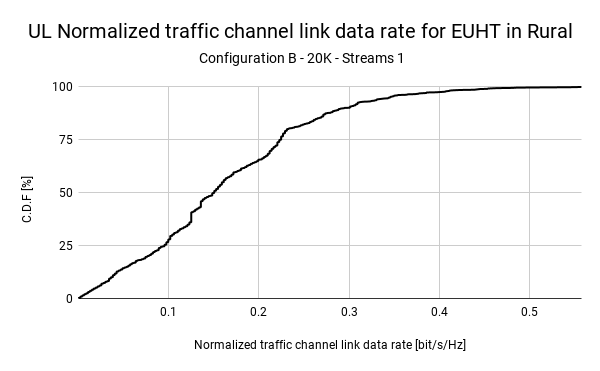 UL Normalized traffic channel link data rate for EUHT in Rural
Configuration B - 20K - Streams 1
C.D.F [%]
100
75
50
25
0
0.1 0.2 0.3 0.4 0.5
Normalized traffic channel link data rate [bit/s/Hz]